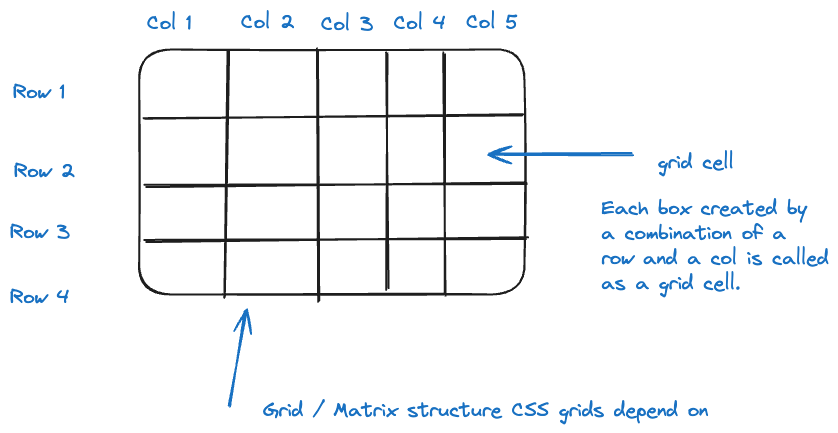 Col 1 Col 2 Col 3 Col 4 Col 5
Row 1
Row 2
grid cell
Each box created by
a combination of a
Row 3
row and a col is called
as a grid cell.
Row 4
Grid / Matrix structure CSS grids depend on